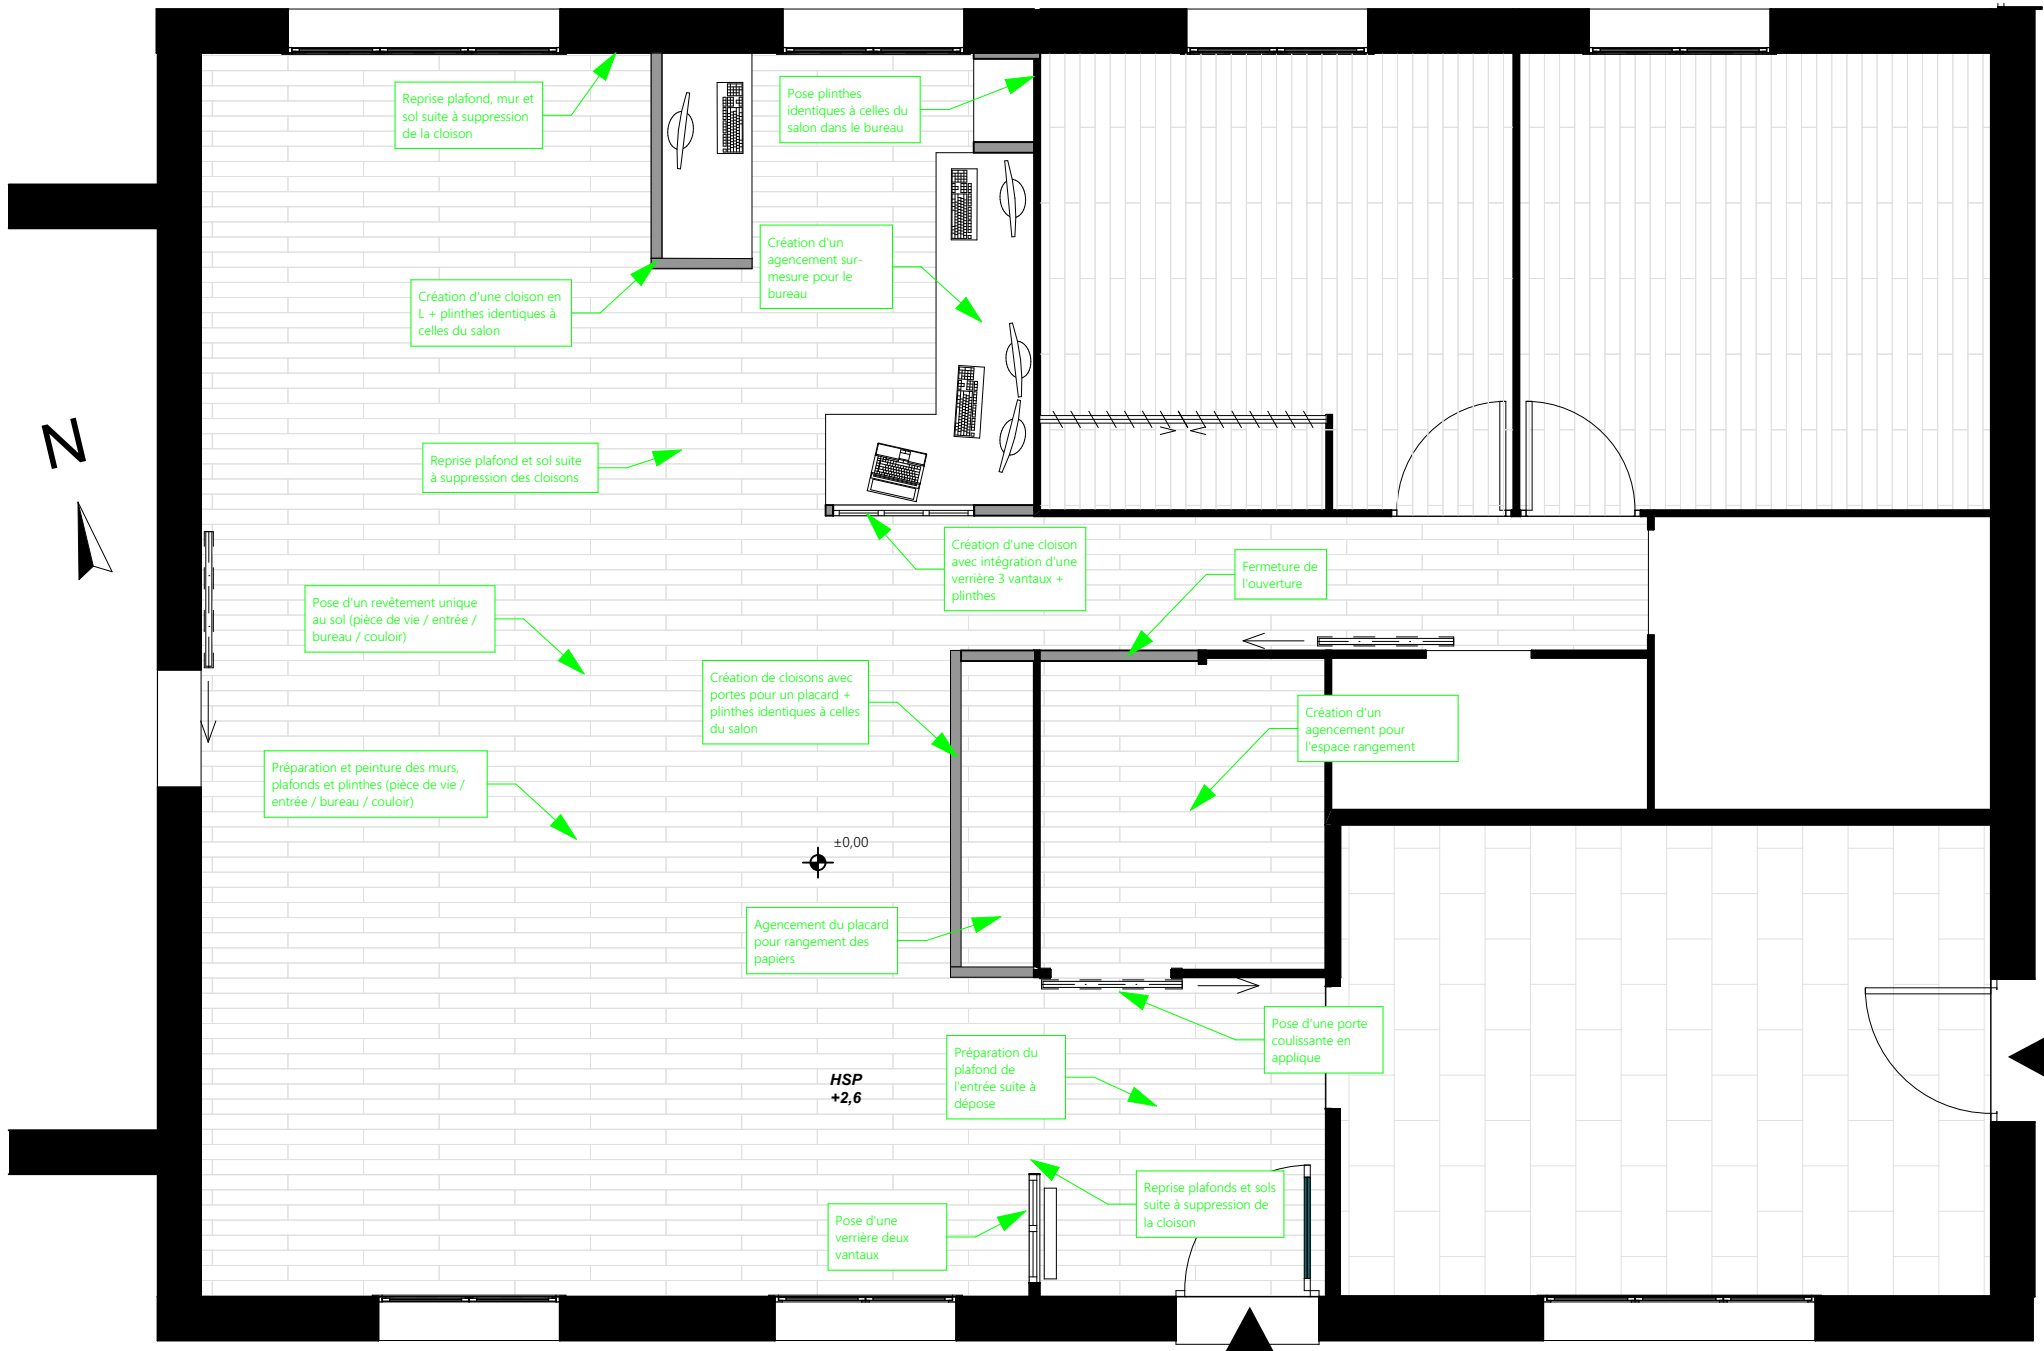 Reprise plafond, mur et
sol suite à suppression
de la cloison
Pose plinthes
identiques à celles du
salon dans le bureau
Création d'un
agencement sur-
mesure pour le
bureau
Création d'une cloison en
L + plinthes identiques à
celles du salon
N
Reprise plafond et sol suite
à suppression des cloisons
Création d'une cloison
avec intégration d'une
verrière 3 vantaux +
plinthes
Fermeture de
l'ouverture
Pose d'un revêtement unique
au sol (pièce de vie / entrée /
bureau / couloir)
Création de cloisons avec
portes pour un placard +
plinthes identiques à celles
du salon
Création d'un
agencement pour
l'espace rangement
Préparation et peinture des murs,
plafonds et plinthes (pièce de vie /
entrée / bureau / couloir)
±0,00
Agencement du placard
pour rangement des
papiers
Pose d'une porte
coulissante en
applique
Préparation du
plafond de
l'entrée suite à
dépose
HSP
+2,6
Reprise plafonds et sols
suite à suppression de
la cloison
Pose d'une
verrière deux
vantaux